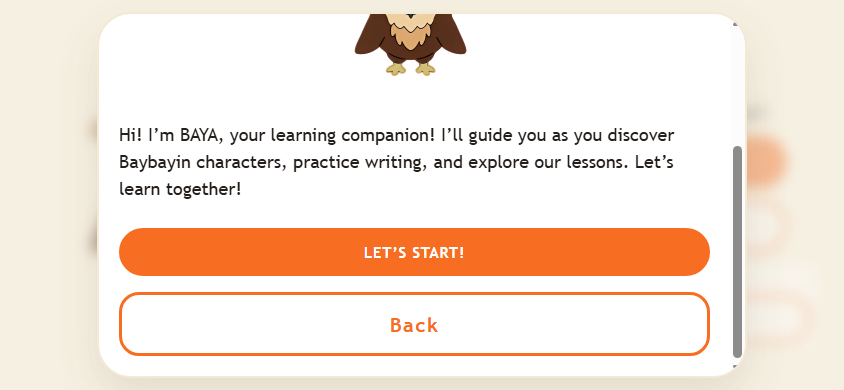 Hi! I’m BAYA, your learning companion! I’ll guide you as you discover
Baybayin characters, practice writing, and explore our lessons. Let’s
learn together!
LET’S START!
Back